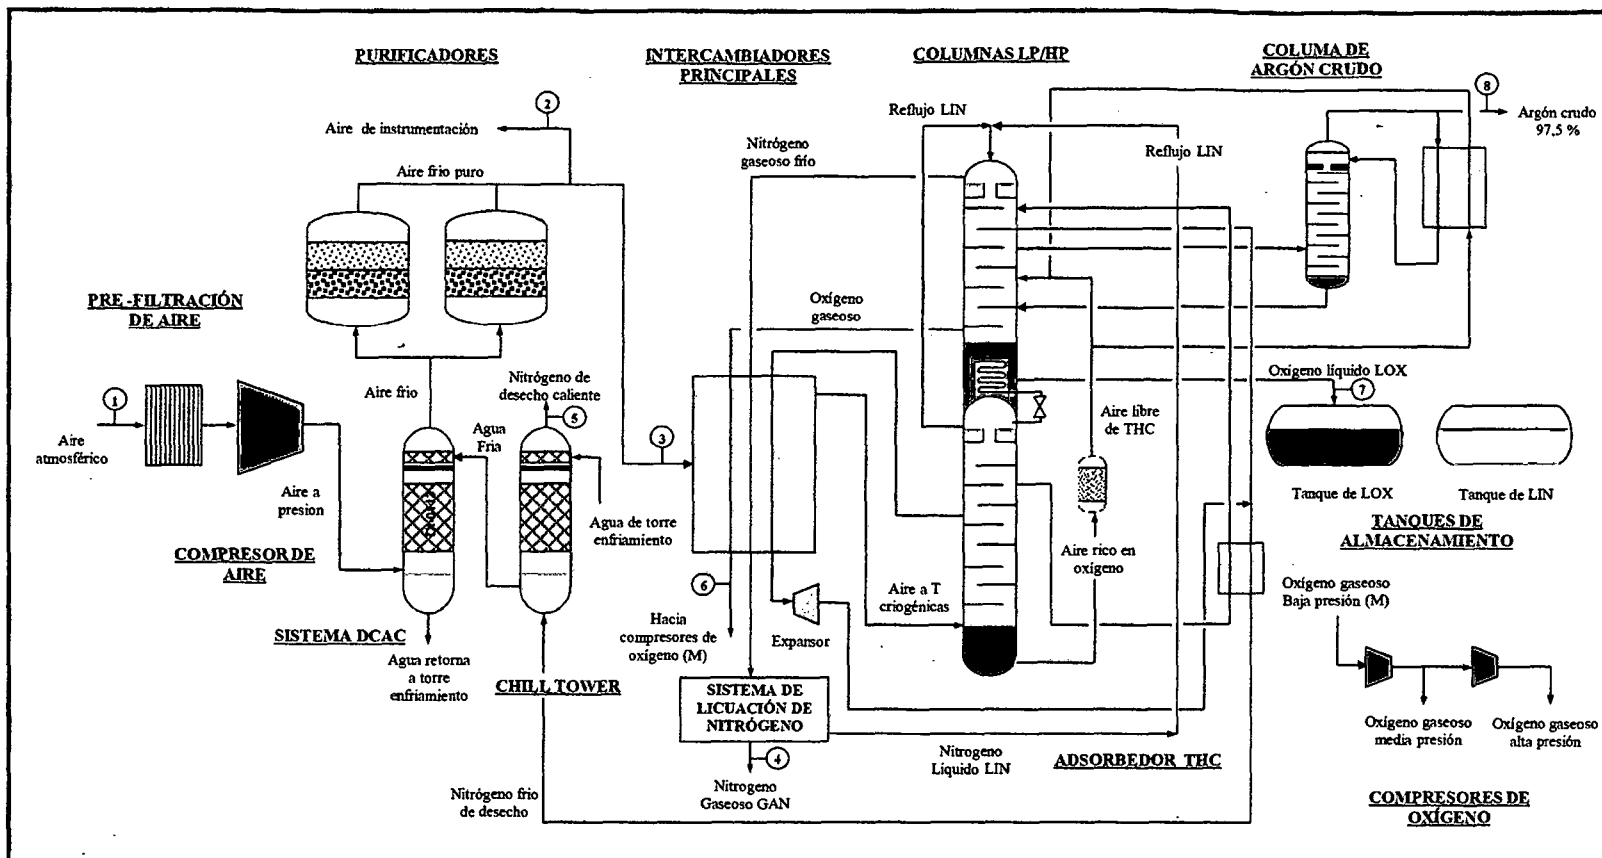 PURIFICADORES
INTERCAMBIADORES
PRINCIPALES
COLUMNAS LP/HP
COLUMA DE
ARGÓN CRUDO
2
Aire de instrumentación
Aire frio puro
Reflujo LIN
Nitrógeno
gaseoso frío
Reflujo LIN
8
Argón crudo
97,5 %
PRE -FILTRACIÓN
DE AIRE
Oxígeno
gaseoso
1
Aire
atmosférico
Aire frio
Nitrógeno de
desecho caliente
5
Agua
Fria
3
Aire libre
de THC
Oxígeno líquido LOX
7
Aire a
presion
Agua de torre
enfriamiento
Tanque de LOX
Tanque de LIN
TANQUES DE
ALMACENAMIENTO
COMPRESOR DE
AIRE
Aire rico en
oxígeno
6
Aire a T
criogénicas
Oxígeno gaseoso
Baja presión (M)
Hacia
compresores de
oxígeno (M)
Expansor
SISTEMA DCAC
Agua retorna
a torre
enfriamiento
CHILL TOWER
SISTEMA DE
LICUACIÓN DE
NITRÓGENO
Oxígeno gaseoso
media presión
Oxígeno gaseoso
alta presión
4
Nitrogeno
Liquido LIN
ADSORBEDOR THC
Nitrógeno frio
de desecho
Nitrogeno
Gaseoso GAN
COMPRESORES DE
OXÍGENO